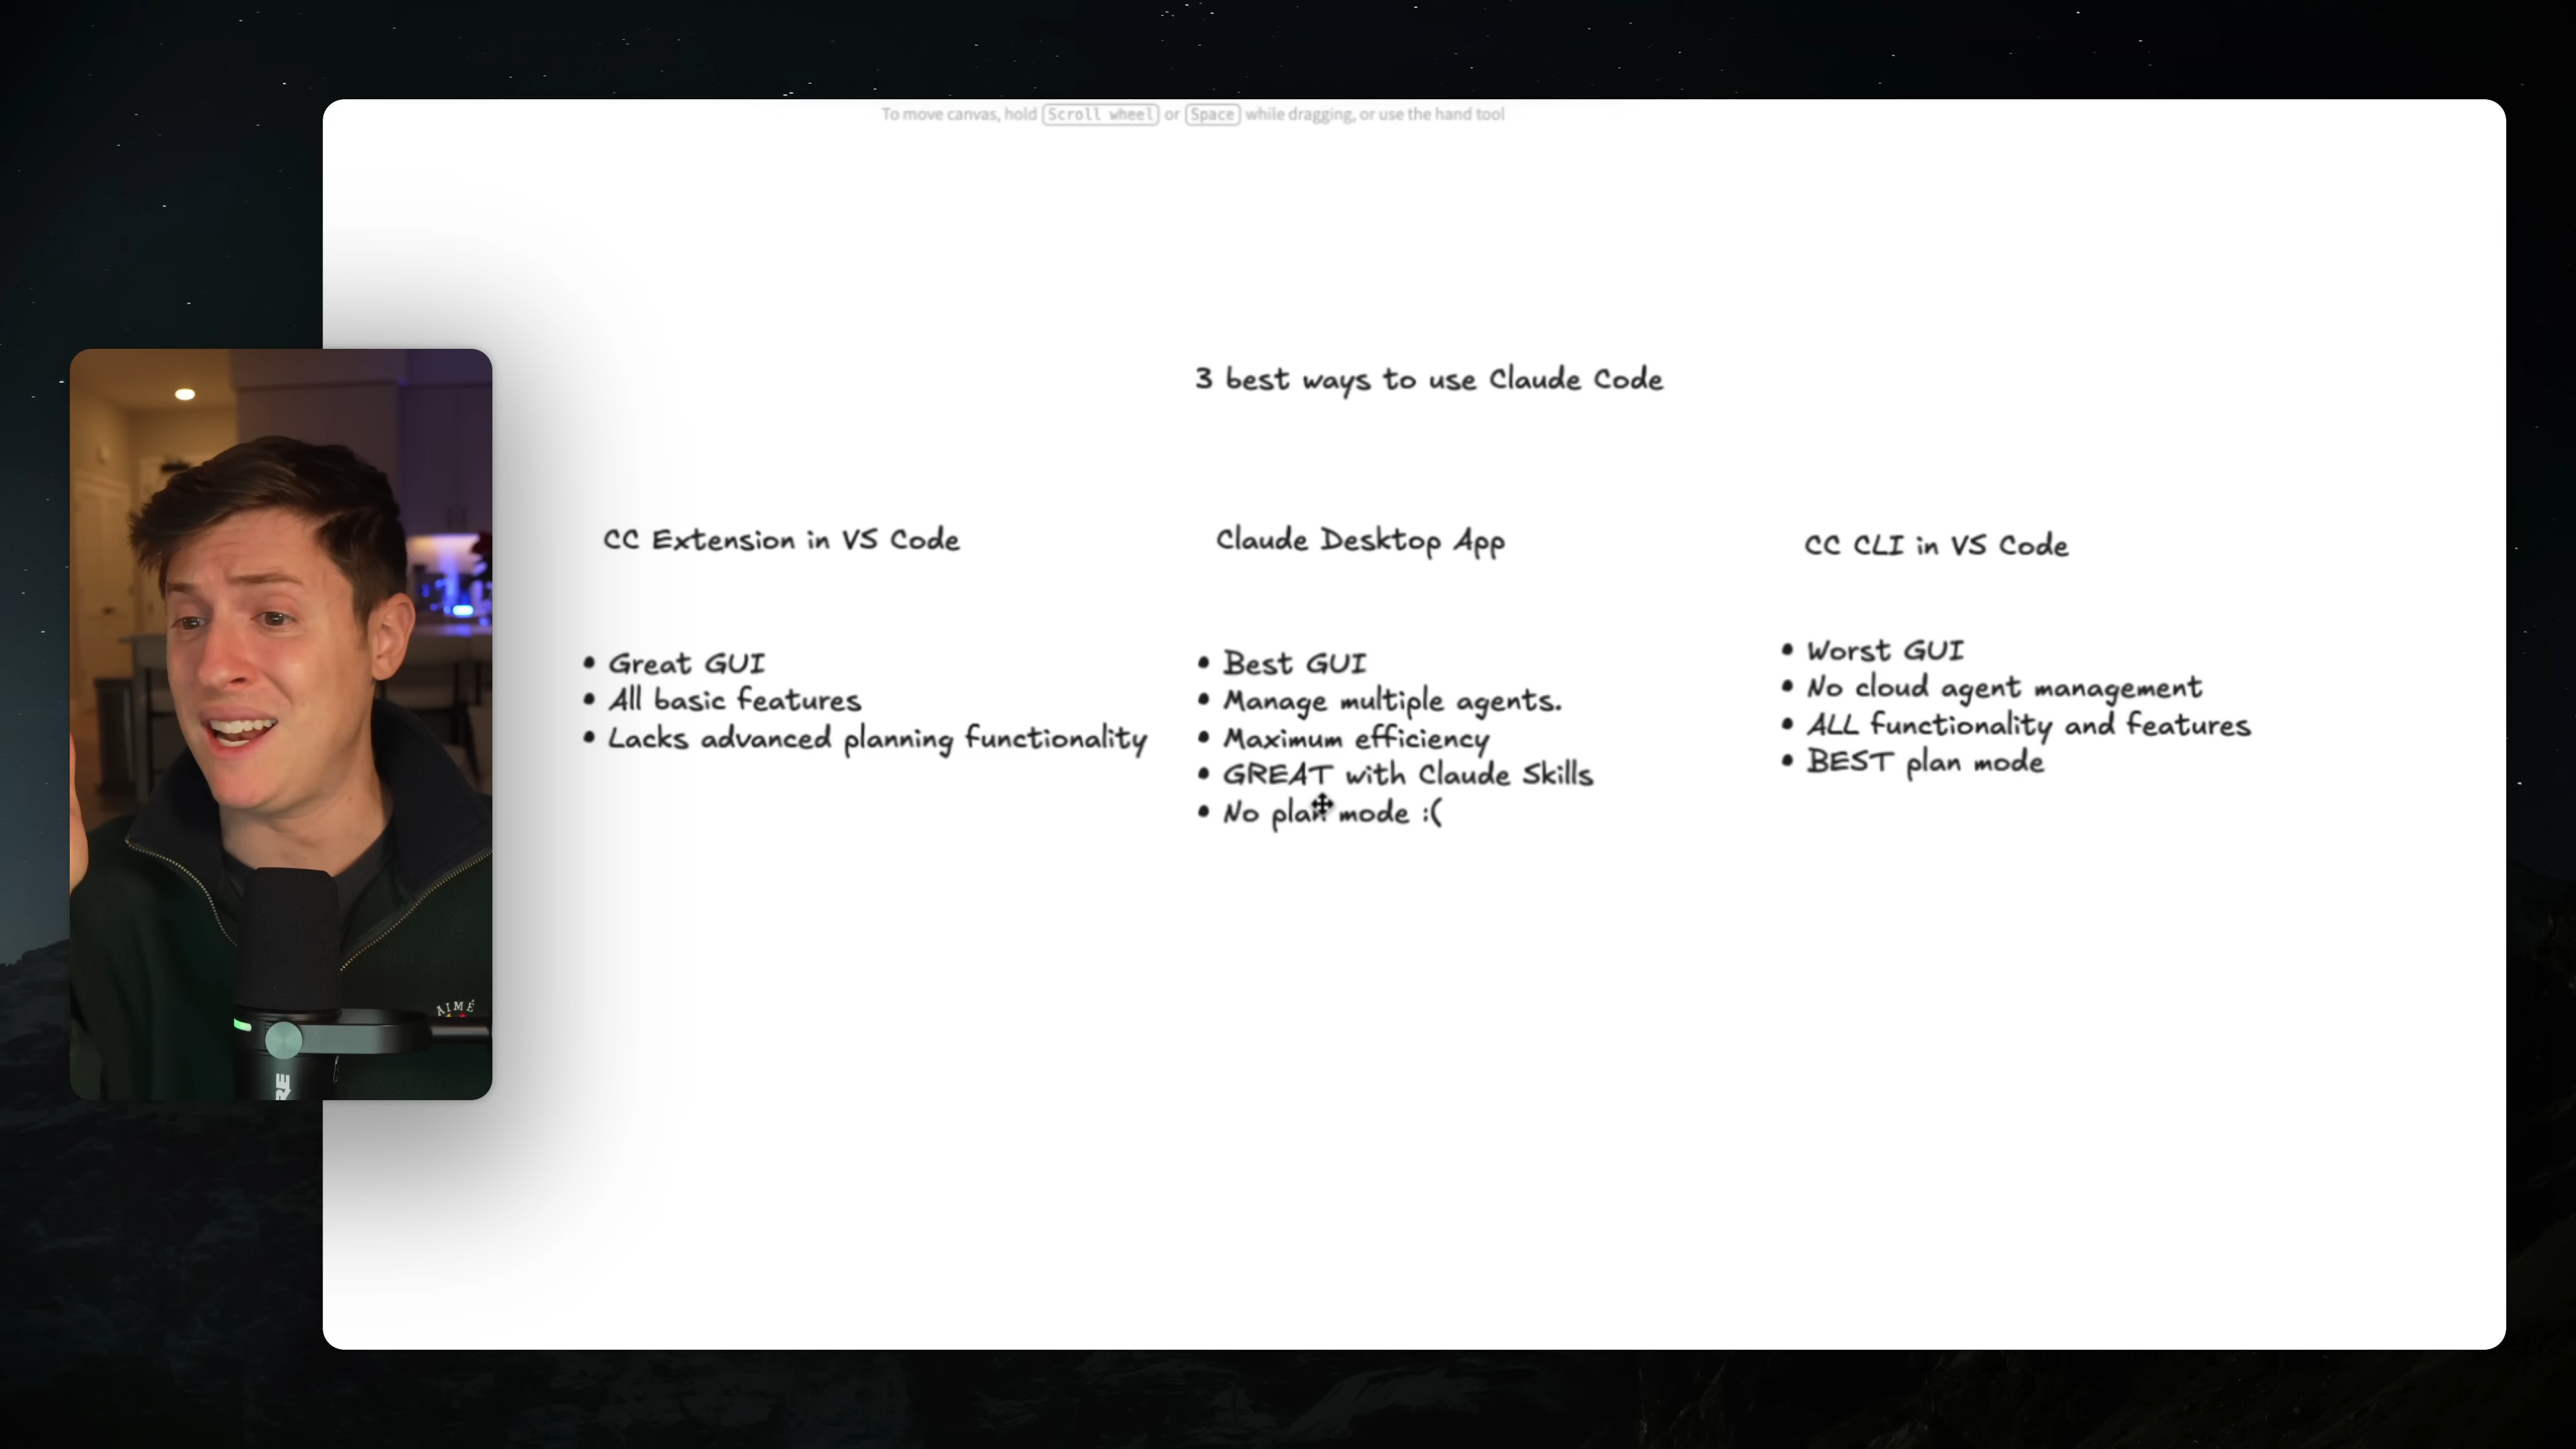 To move canvas, hold Scroll wheel or Space while dragging, or use the hand tool
3 best ways to use Claude Code
CC Extension in VS Code
• Great GUI
• All basic features
• Lacks advanced planning functionality
Claude Desktop App
• Best GUI
• Manage multiple agents.
• Maximum efficiency
• GREAT with Claude Skills
• No plan mode :(
CC CLI in VS Code
• Worst GUI
• No cloud agent management
• ALL functionality and features
• BEST plan mode
AIMÉ
RE